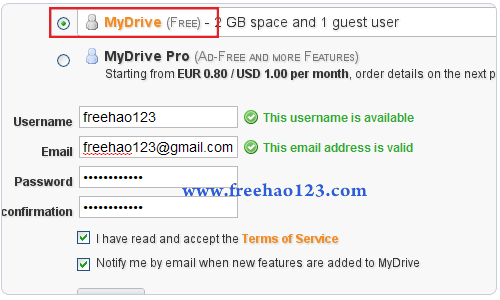 MyDrive (Free) - 2 GB space and 1 guest user
MyDrive Pro (Ad-Free and more Features)
Starting from EUR 0.80 / USD 1.00 per month, order details on the next p
Username freehao123 This username is available
Email freehao123@gmail.com This email address is valid
Password ••••••••••••
www.freehao123.com
confirmation ••••••••••••
I have read and accept the Terms of Service
Notify me by email when new features are added to MyDrive